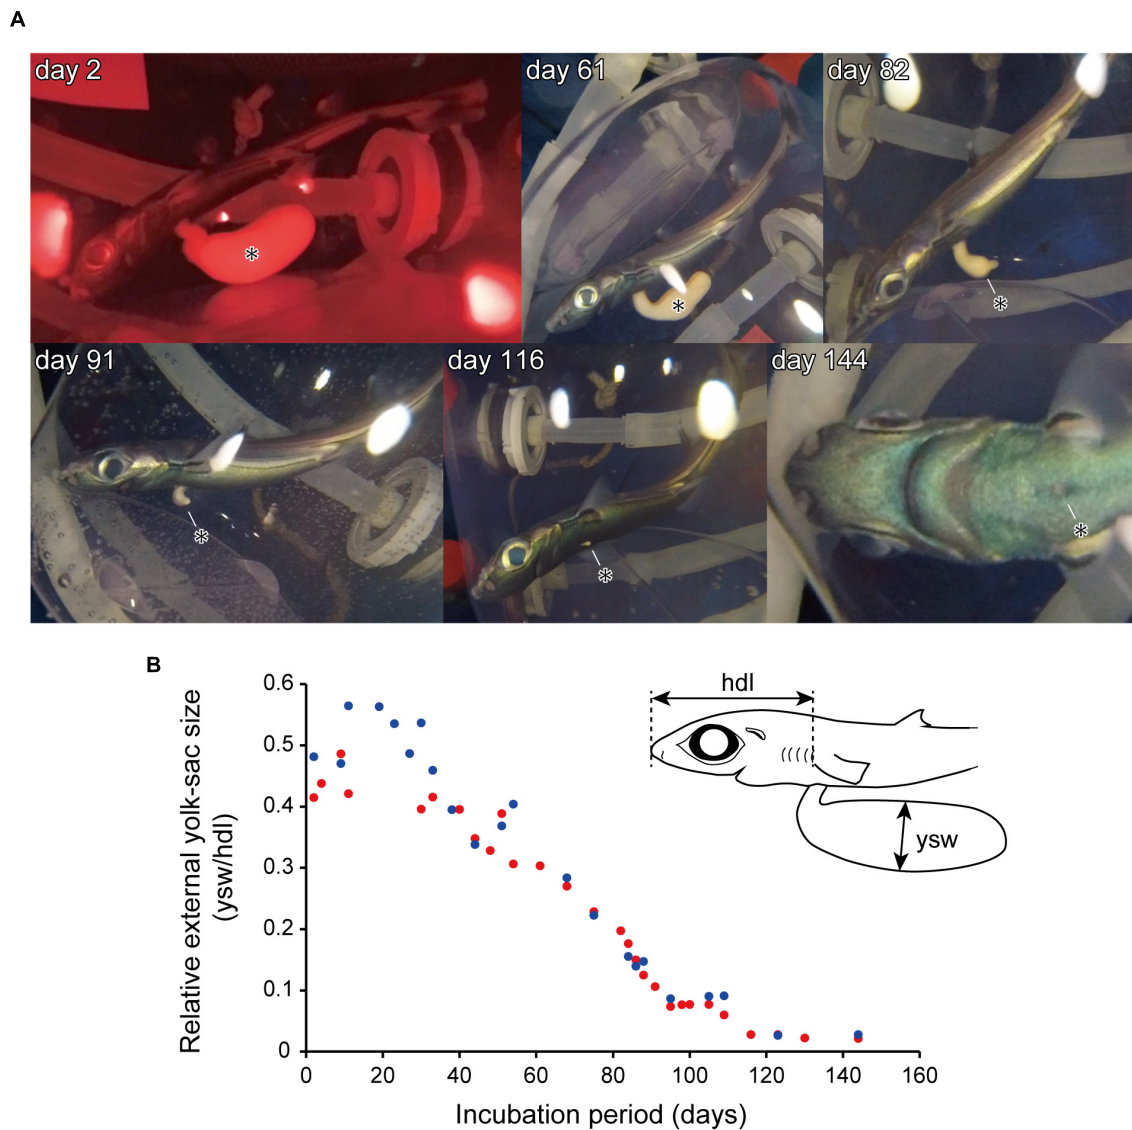 A
day 2
day 61
day 82
*
*
*
day 91
day 116
day 144
*
*
*
B
hdl
ysw
Relative external yolk-sac size
(ysw/hdl)
0.6
0.5
0.4
0.3
0.2
0.1
0
0 20 40 60 80 100 120 140 160
Incubation period (days)